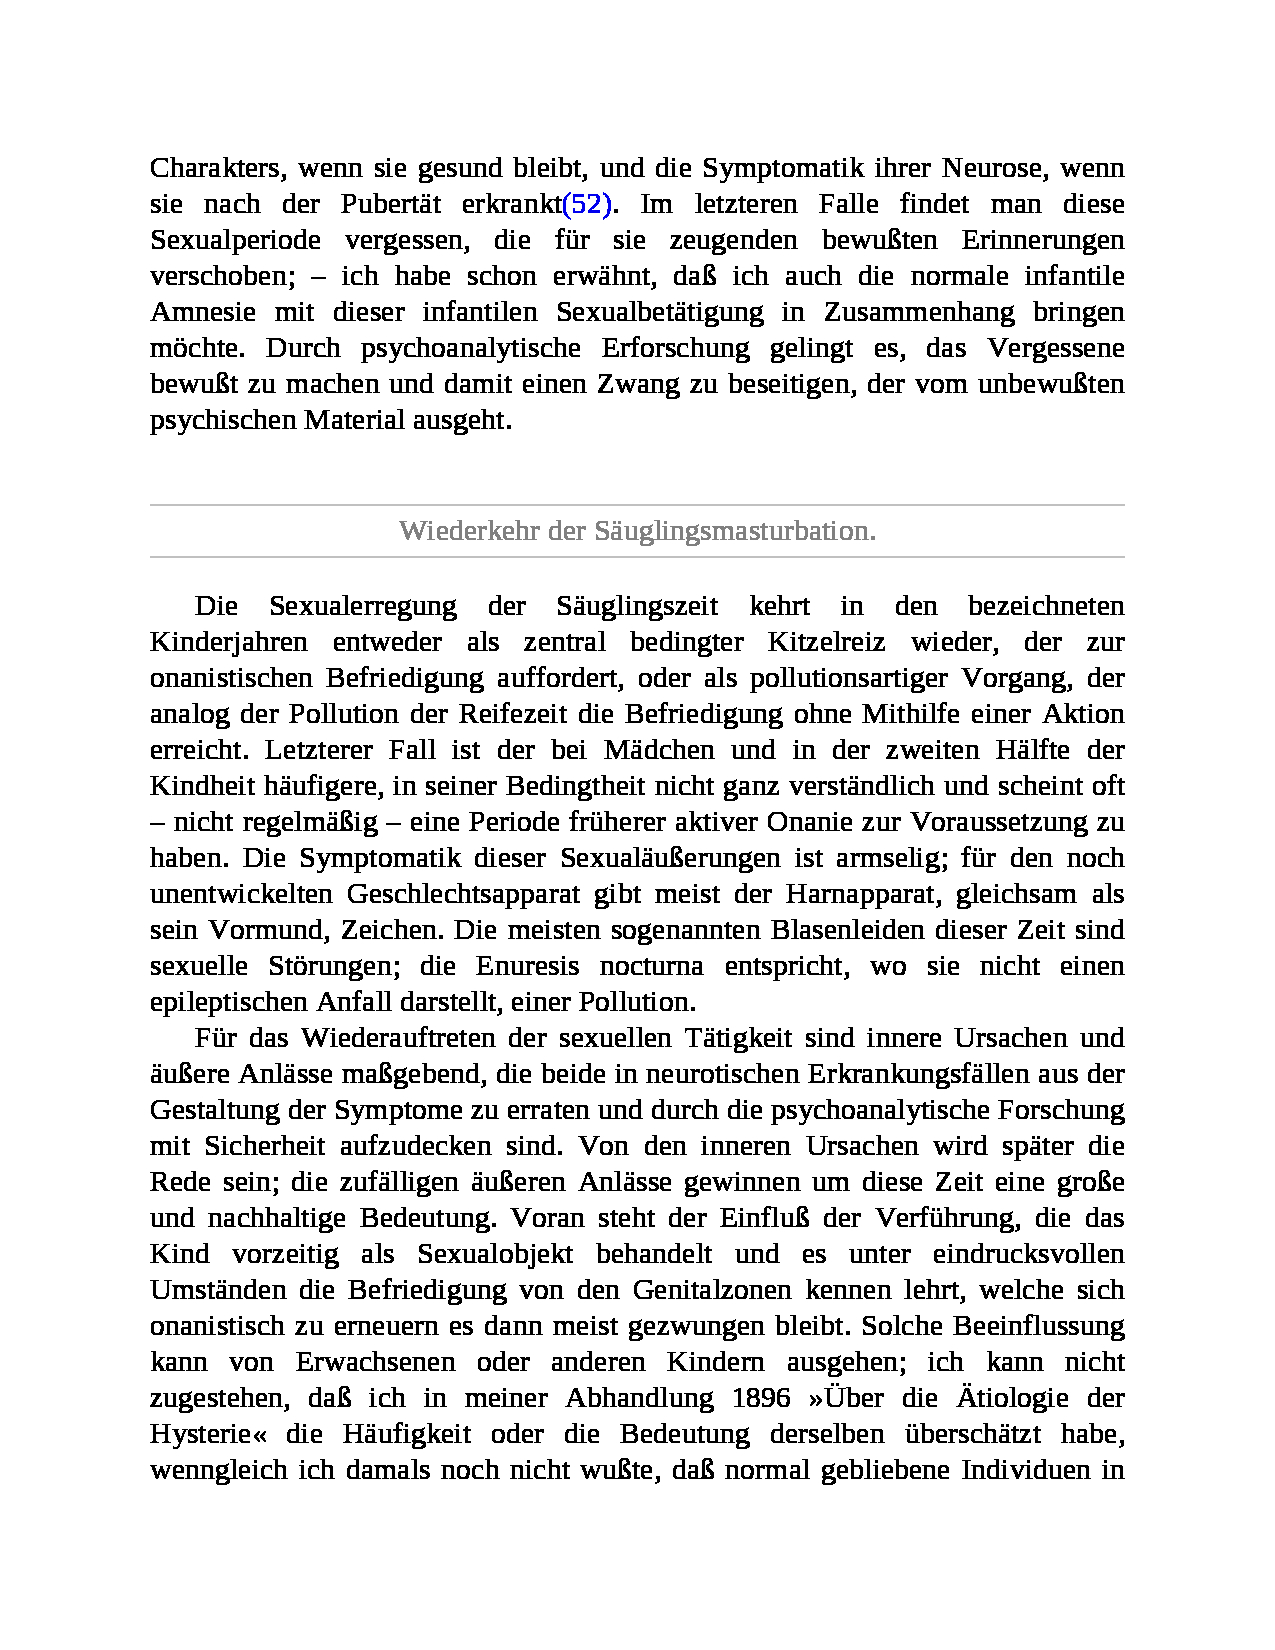 Charakters, wenn sie gesund bleibt, und die Symptomatik ihrer Neurose, wenn
sie nach der Pubertät erkrankt(52). Im letzteren Falle findet man diese
Sexualperiode vergessen, die für sie zeugenden bewußten Erinnerungen
verschoben; – ich habe schon erwähnt, daß ich auch die normale infantile
Amnesie mit dieser infantilen Sexualbetätigung in Zusammenhang bringen
möchte. Durch psychoanalytische Erforschung gelingt es, das Vergessene
bewußt zu machen und damit einen Zwang zu beseitigen, der vom unbewußten
psychischen Material ausgeht.
Wiederkehr der Säuglingsmasturbation.
Die Sexualerregung der Säuglingszeit kehrt in den bezeichneten
Kinderjahren entweder als zentral bedingter Kitzelreiz wieder, der zur
onanistischen Befriedigung auffordert, oder als pollutionsartiger Vorgang, der
analog der Pollution der Reifezeit die Befriedigung ohne Mithilfe einer Aktion
erreicht. Letzterer Fall ist der bei Mädchen und in der zweiten Hälfte der
Kindheit häufigere, in seiner Bedingtheit nicht ganz verständlich und scheint oft
– nicht regelmäßig – eine Periode früherer aktiver Onanie zur Voraussetzung zu
haben. Die Symptomatik dieser Sexualäußerungen ist armselig; für den noch
unentwickelten Geschlechtsapparat gibt meist der Harnapparat, gleichsam als
sein Vormund, Zeichen. Die meisten sogenannten Blasenleiden dieser Zeit sind
sexuelle Störungen; die Enuresis nocturna entspricht, wo sie nicht einen
epileptischen Anfall darstellt, einer Pollution.
Für das Wiederauftreten der sexuellen Tätigkeit sind innere Ursachen und
äußere Anlässe maßgebend, die beide in neurotischen Erkrankungsfällen aus der
Gestaltung der Symptome zu erraten und durch die psychoanalytische Forschung
mit Sicherheit aufzudecken sind. Von den inneren Ursachen wird später die
Rede sein; die zufälligen äußeren Anlässe gewinnen um diese Zeit eine große
und nachhaltige Bedeutung. Voran steht der Einfluß der Verführung, die das
Kind vorzeitig als Sexualobjekt behandelt und es unter eindrucksvollen
Umständen die Befriedigung von den Genitalzonen kennen lehrt, welche sich
onanistisch zu erneuern es dann meist gezwungen bleibt. Solche Beeinflussung
kann von Erwachsenen oder anderen Kindern ausgehen; ich kann nicht
zugestehen, daß ich in meiner Abhandlung 1896 »Über die Ätiologie der
Hysterie« die Häufigkeit oder die Bedeutung derselben überschätzt habe,
wenngleich ich damals noch nicht wußte, daß normal gebliebene Individuen in